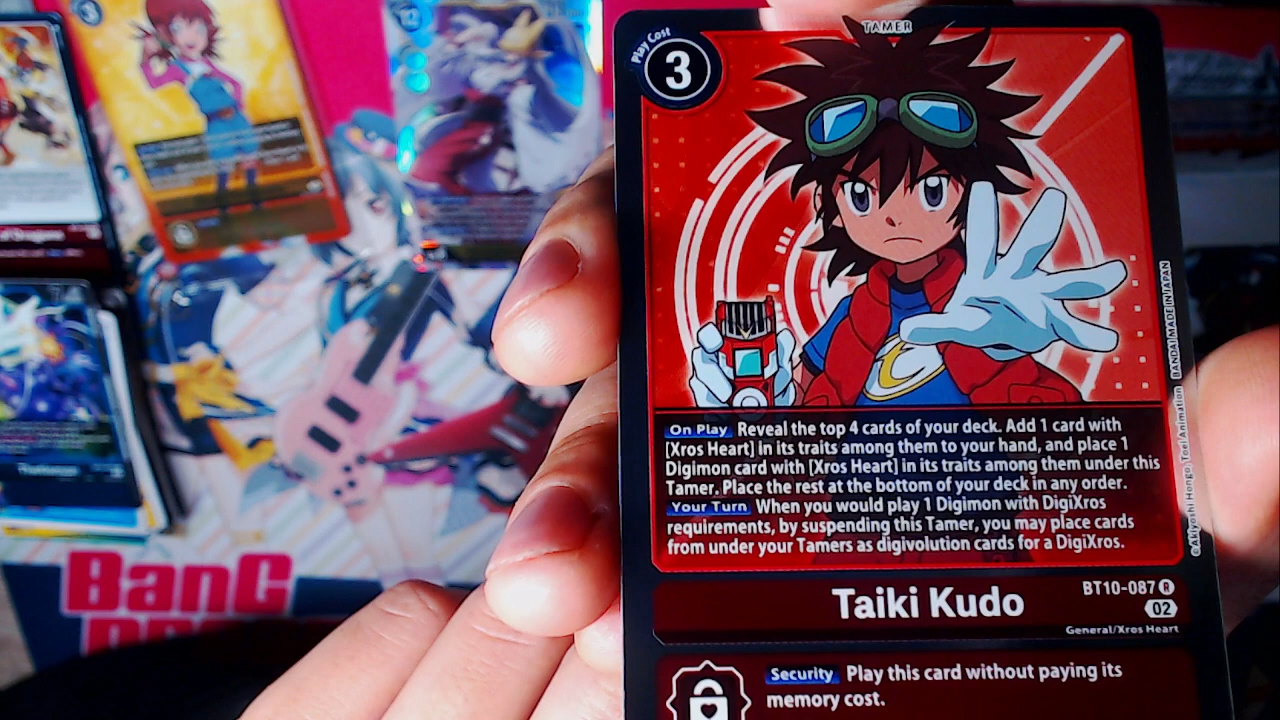 TAMER
Play Cost
3
On Play Reveal the top 4 cards of your deck. Add 1 card with
[Xros Heart] in its traits among them to your hand, and place 1
Digimon card with [Xros Heart] in its traits among them under this
Tamer. Place the rest at the bottom of your deck in any order.
Your Turn When you would play 1 Digimon with DigiXros
requirements, by suspending this Tamer, you may place cards
from under your Tamers as digivolution cards for a DigiXros.
©Akiyoshi Hongo, Toei Animation BANDAI MADE IN JAPAN
Taiki Kudo
BT10-087 R
02
General/Xros Heart
Security Play this card without paying its
memory cost.
12
3
of Dragons
BanG